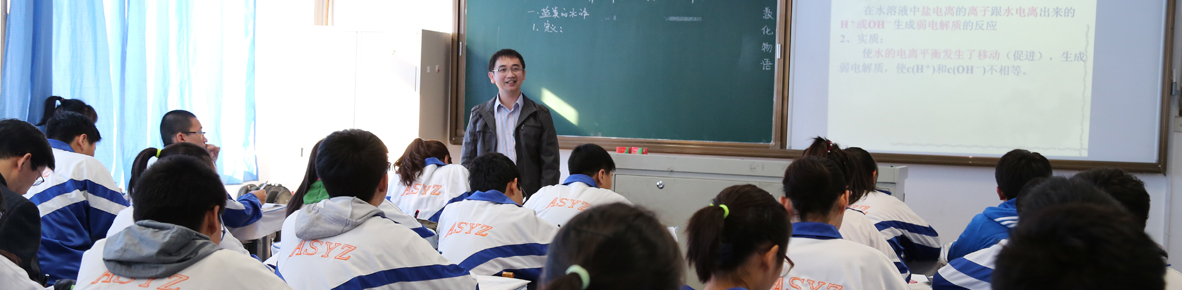 一、盐类的水解
1、定义：
数化物语
在水溶液中盐电离的离子跟水电离出来的
H⁺或OH⁻生成弱电解质的反应
2、实质：
使水的电离平衡发生了移动（促进），生成
弱电解质，使c(H⁺)和c(OH⁻)不相等。
ASYZ
ASYZ
ASYZ
ASYZ
ASYZ